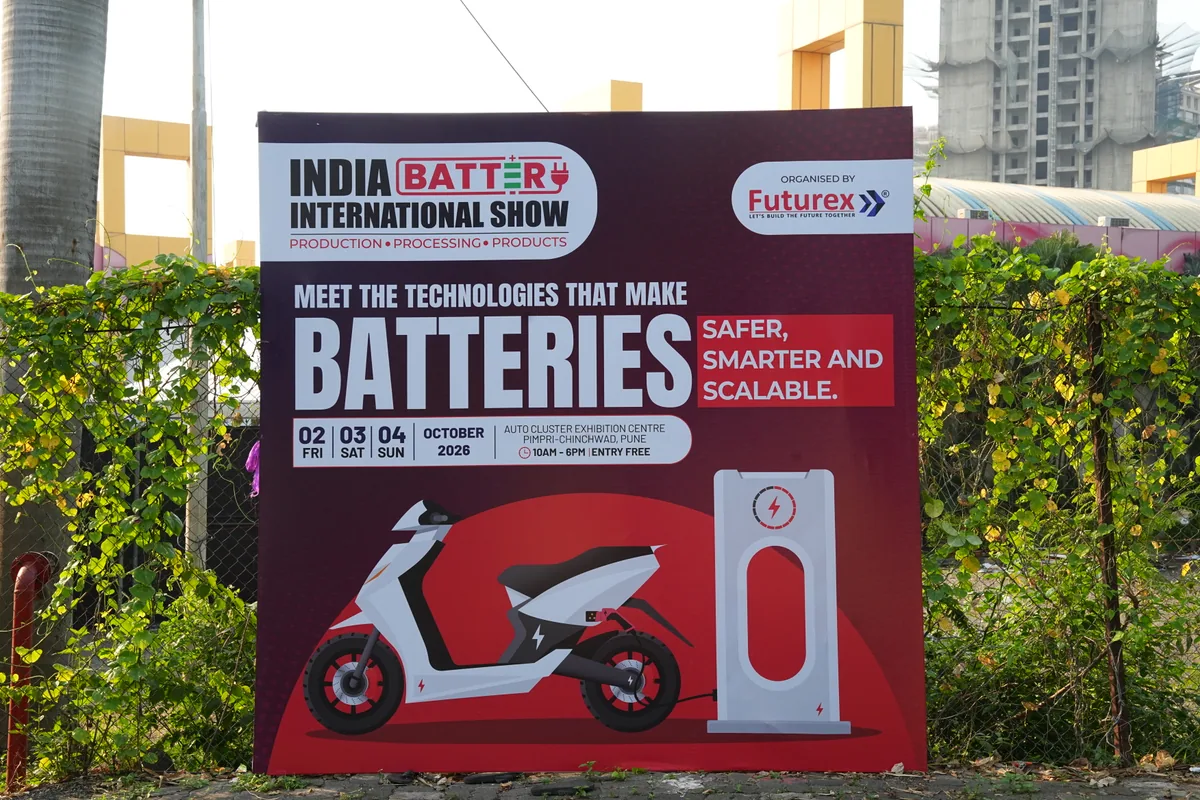 INDIA BATTERY
INTERNATIONAL SHOW
PRODUCTION • PROCESSING • PRODUCTS
ORGANISED BY
Futurex ®
LET'S BUILD THE FUTURE TOGETHER
MEET THE TECHNOLOGIES THAT MAKE
BATTERIES
SAFER,
SMARTER AND
SCALABLE.
02 FRI | 03 SAT | 04 SUN | OCTOBER 2026
AUTO CLUSTER EXHIBITION CENTRE
PIMPRI-CHINCHWAD, PUNE
10AM - 6PM | ENTRY FREE